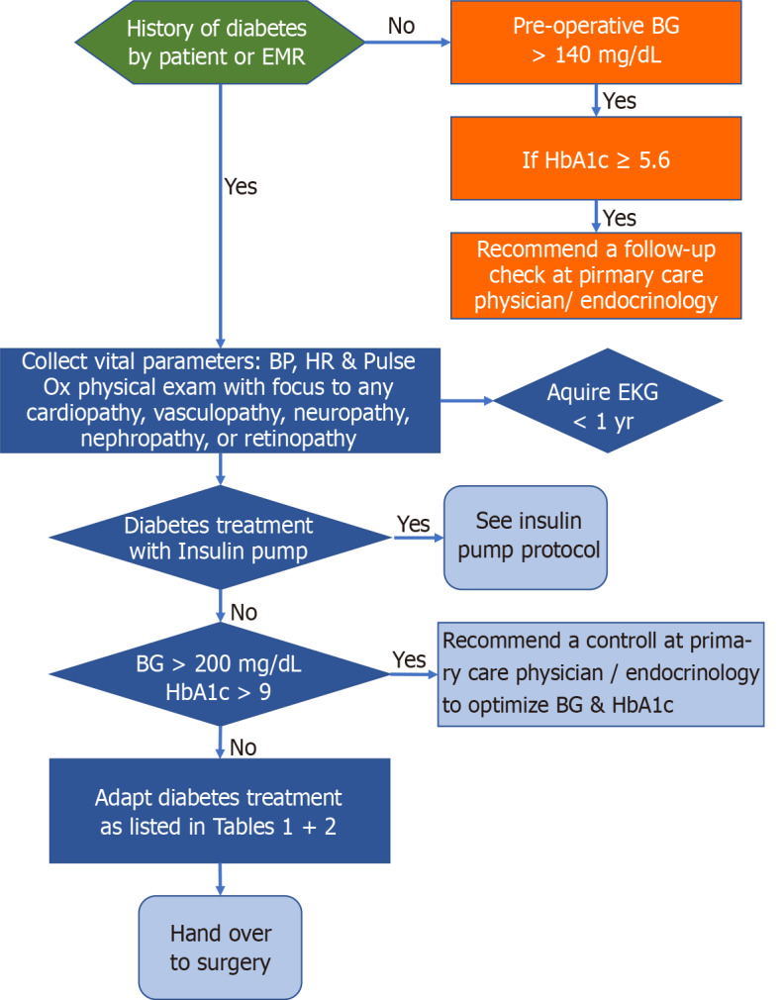 History of diabetes
by patient or EMR
No
Pre-operative BG
> 140 mg/dL
Yes
If HbA1c ≥ 5.6
Yes
Recommend a follow-up
check at pirmary care
physician/ endocrinology
Yes
Collect vital parameters: BP, HR & Pulse
Ox physical exam with focus to any
cardiopathy, vasculopathy, neuropathy,
nephropathy, or retinopathy
Aquire EKG
< 1 yr
Diabetes treatment
with Insulin pump
Yes
See insulin
pump protocol
No
BG > 200 mg/dL
HbA1c > 9
Yes
Recommend a controll at prima-
ry care physician / endocrinology
to optimize BG & HbA1c
No
Adapt diabetes treatment
as listed in Tables 1 + 2
Hand over
to surgery